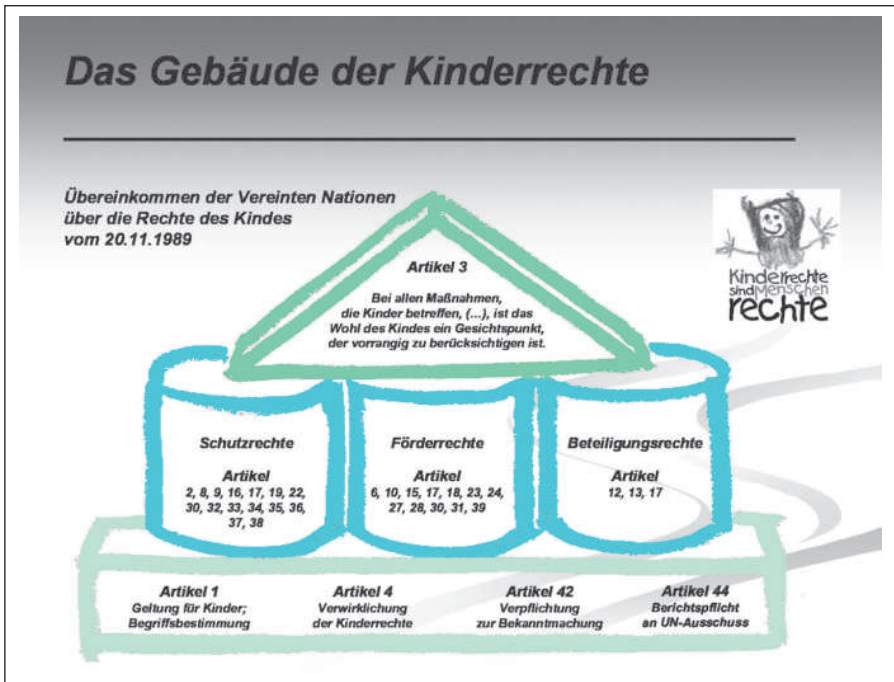 Das Gebäude der Kinderrechte
Übereinkommen der Vereinten Nationen
über die Rechte des Kindes
vom 20.11.1989
Kinderrechte
sind Menschen
rechte
Artikel 3
Bei allen Maßnahmen,
die Kinder betreffen, (...), ist das
Wohl des Kindes ein Gesichtspunkt,
der vorrangig zu berücksichtigen ist.
Schutzrechte
Artikel
2, 8, 9, 16, 17, 19, 22,
30, 32, 33, 34, 35, 36,
37, 38
Förderrechte
Artikel
6, 10, 15, 17, 18, 23, 24,
27, 28, 30, 31, 39
Beteiligungsrechte
Artikel
12, 13, 17
Artikel 1
Geltung für Kinder;
Begriffsbestimmung
Artikel 4
Verwirklichung
der Kinderrechte
Artikel 42
Verpflichtung
zur Bekanntmachung
Artikel 44
Berichtspflicht
an UN-Ausschuss